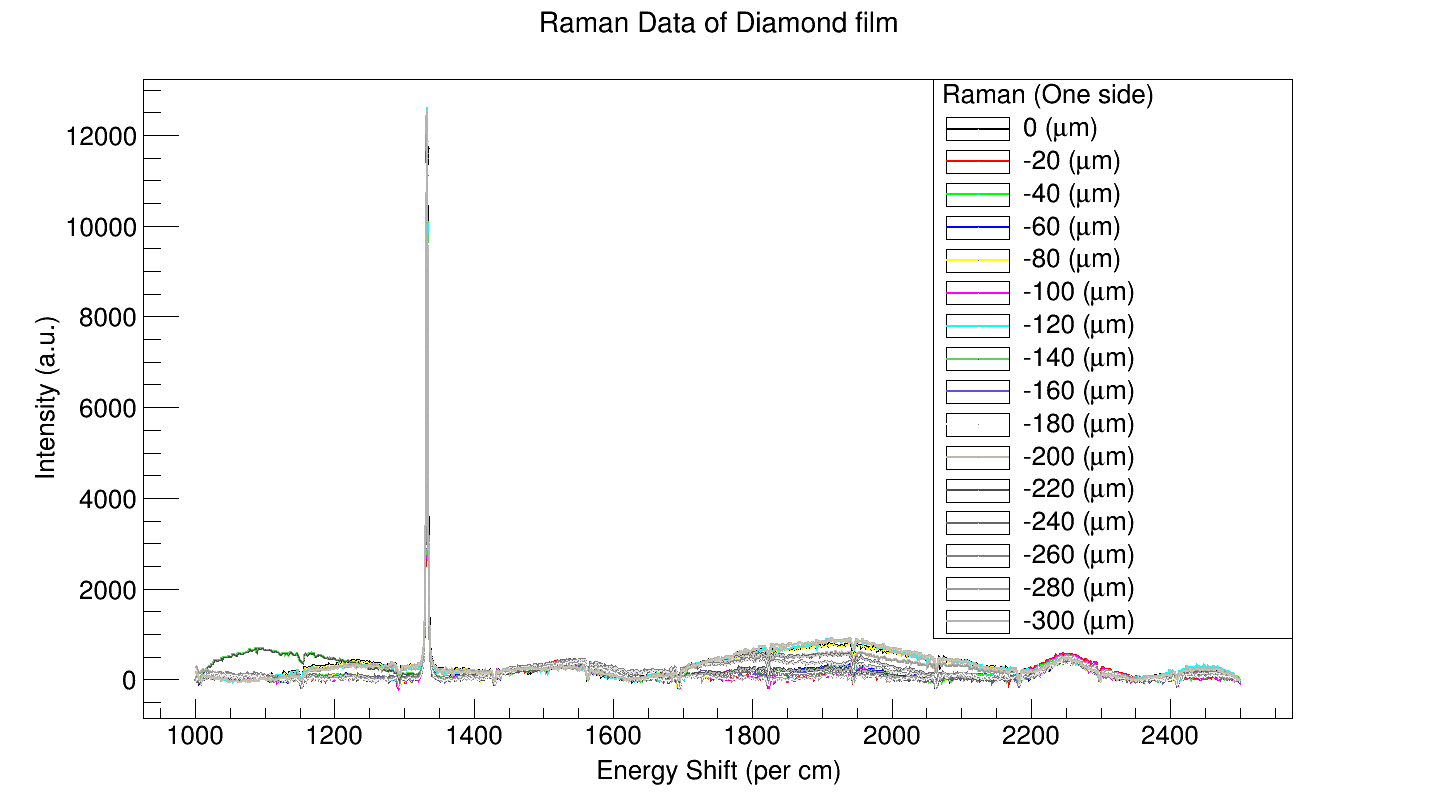 Raman Data of Diamond film
Raman (One side)
0 (μm)
-20 (μm)
-40 (μm)
-60 (μm)
-80 (μm)
-100 (μm)
-120 (μm)
-140 (μm)
-160 (μm)
-180 (μm)
-200 (μm)
-220 (μm)
-240 (μm)
-260 (μm)
-280 (μm)
-300 (μm)
Intensity (a.u.)
12000
10000
8000
6000
4000
2000
0
1000 1200 1400 1600 1800 2000 2200 2400
Energy Shift (per cm)